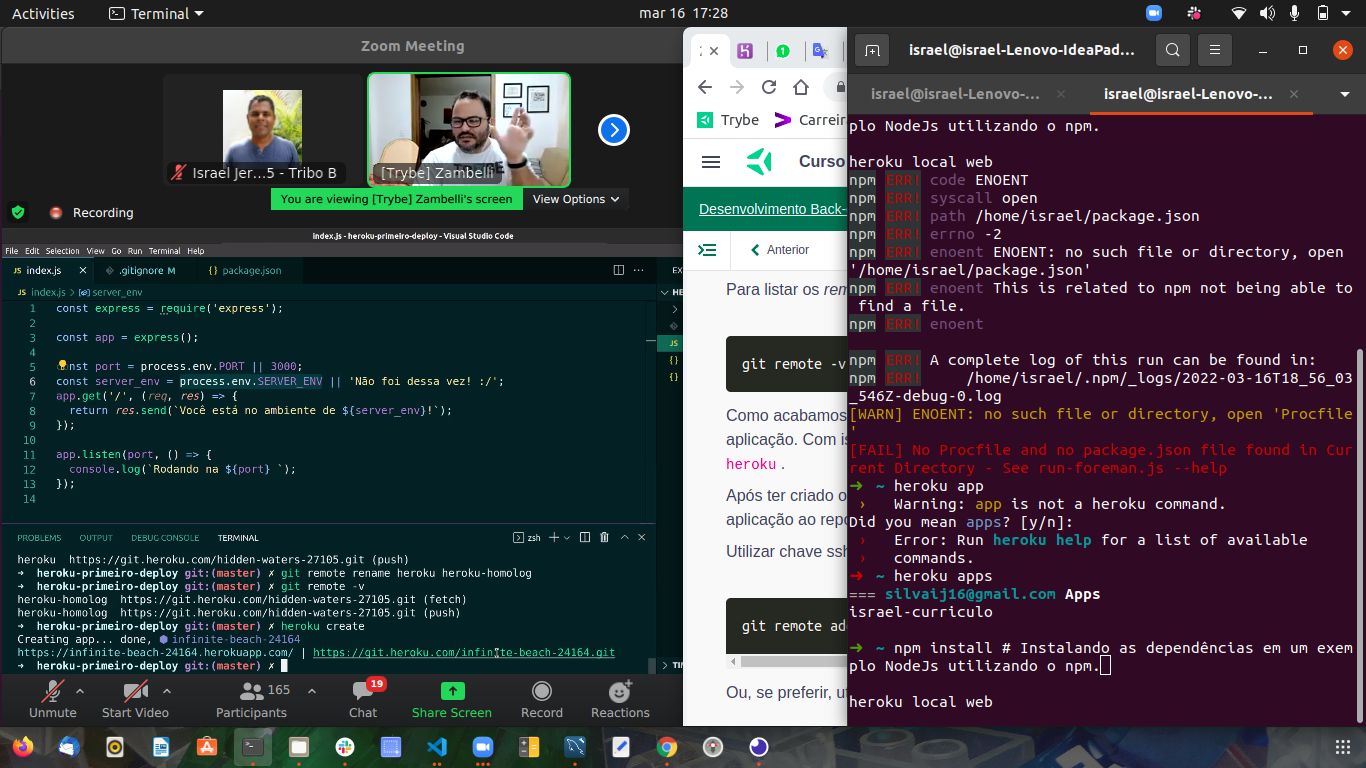 Activities
Terminal
mar 16 17:28
Zoom Meeting
Israel Jer...5 - Tribo B
[Trybe] Zambelli
You are viewing [Trybe] Zambelli's screen
View Options
Recording
index.js - heroku-primeiro-deploy - Visual Studio Code
File Edit Selection View Go Run Terminal Help
index.js
.gitignore M
package.json
index.js > server_env
1 const express = require('express');
2
3 const app = express();
4
5 const port = process.env.PORT || 3000;
6 const server_env = process.env.SERVER_ENV || 'Não foi dessa vez! :/';
7 app.get('/', (req, res) => {
8 return res.send(`Você está no ambiente de ${server_env}!`);
9 });
10
11 app.listen(port, () => {
12 console.log(`Rodando na ${port} `);
13 });
14
PROBLEMS OUTPUT DEBUG CONSOLE TERMINAL
zsh
heroku https://git.heroku.com/hidden-waters-27105.git (push)
➜ heroku-primeiro-deploy git:(master) ✗ git remote rename heroku heroku-homolog
➜ heroku-primeiro-deploy git:(master) ✗ git remote -v
heroku-homolog https://git.heroku.com/hidden-waters-27105.git (fetch)
heroku-homolog https://git.heroku.com/hidden-waters-27105.git (push)
➜ heroku-primeiro-deploy git:(master) ✗ heroku create
Creating app... done, ⬢ infinite-beach-24164
https://infinite-beach-24164.herokuapp.com/ | https://git.heroku.com/infinite-beach-24164.git
➜ heroku-primeiro-deploy git:(master) ✗
EX
HE
JS
{}
{}
TIM
Unmute
Start Video
165
Participants
19
Chat
Share Screen
Record
Reactions
Trybe
Carreir
Curso
Desenvolvimento Back-
Anterior
Para listar os rem
git remote -v
Como acabamos
aplicação. Com is
heroku .
Após ter criado o
aplicação ao repo
Utilizar chave ssh
git remote add
Ou, se preferir, ut
israel@israel-Lenovo-IdeaPad...
israel@israel-Lenovo-...
israel@israel-Lenovo-...
plo NodeJs utilizando o npm.
heroku local web
npm ERR! code ENOENT
npm ERR! syscall open
npm ERR! path /home/israel/package.json
npm ERR! errno -2
npm ERR! enoent ENOENT: no such file or directory, open
'/home/israel/package.json'
npm ERR! enoent This is related to npm not being able to
find a file.
npm ERR! enoent
npm ERR! A complete log of this run can be found in:
npm ERR! /home/israel/.npm/_logs/2022-03-16T18_56_03
_546Z-debug-0.log
[WARN] ENOENT: no such file or directory, open 'Procfile
'
[FAIL] No Procfile and no package.json file found in Cur
rent Directory - See run-foreman.js --help
➜ ~ heroku app
› Warning: app is not a heroku command.
Did you mean apps? [y/n]:
› Error: Run heroku help for a list of available
› commands.
➜ ~ heroku apps
=== silvaij16@gmail.com Apps
israel-curriculo
➜ ~ npm install # Instalando as dependências em um exem
plo NodeJs utilizando o npm.
heroku local web